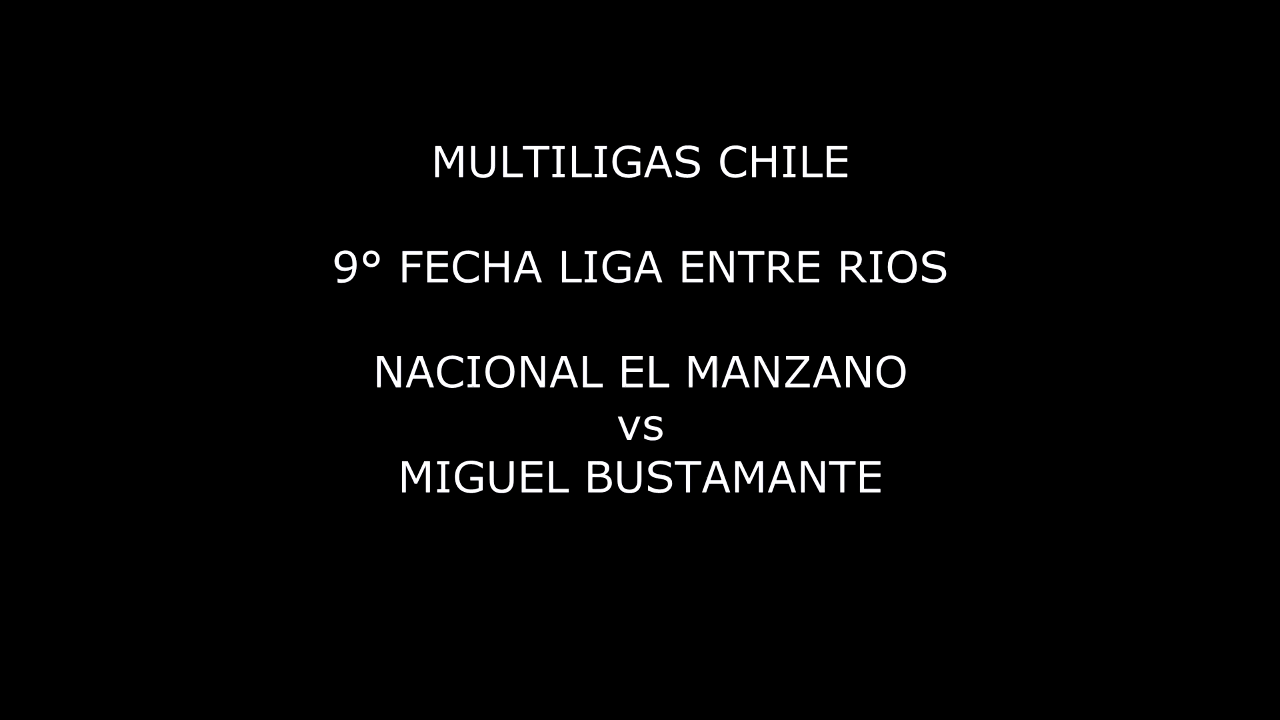 MULTILIGAS CHILE
9° FECHA LIGA ENTRE RIOS
NACIONAL EL MANZANO
vs
MIGUEL BUSTAMANTE